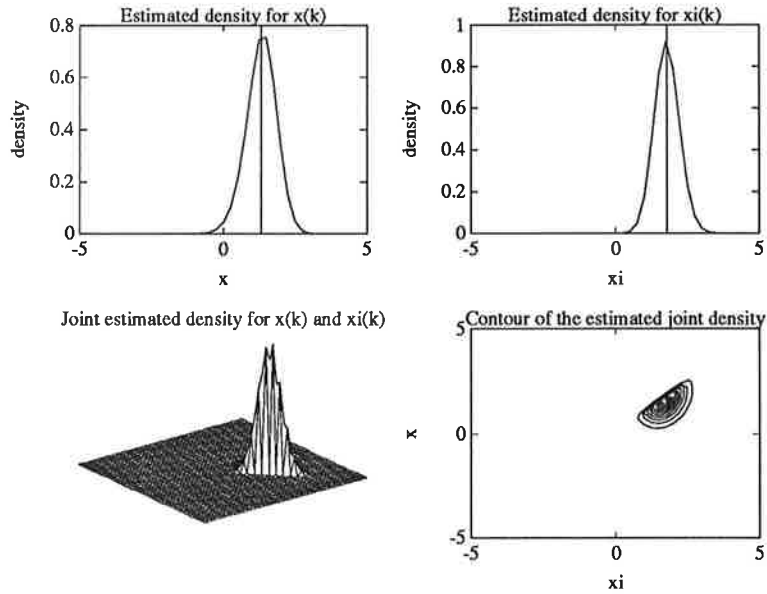 Estimated density for x(k)
0.8
0.6
0.4
0.2
0
density
-5
0
5
x
Estimated density for xi(k)
1
0.8
0.6
0.4
0.2
0
density
-5
0
5
xi
Joint estimated density for x(k) and xi(k)
Contour of the estimated joint density
5
0
-5
x
-5
0
5
xi